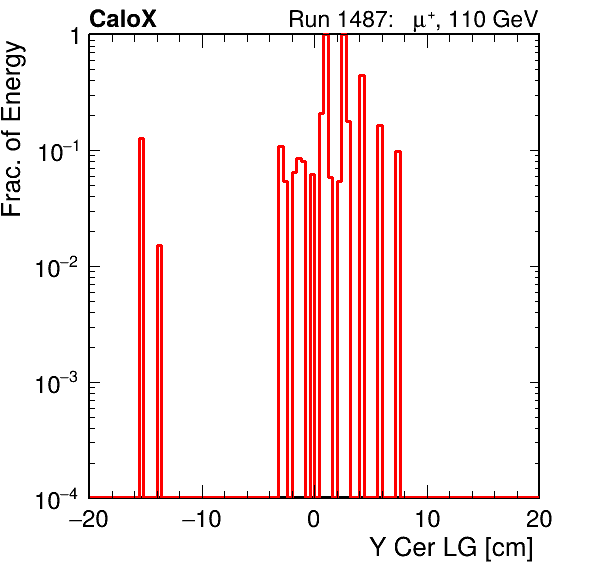 CaloX Run 1487: μ⁺, 110 GeV
Frac. of Energy
1
10⁻¹
10⁻²
10⁻³
10⁻⁴
−20 −10 0 10 20
Y Cer LG [cm]